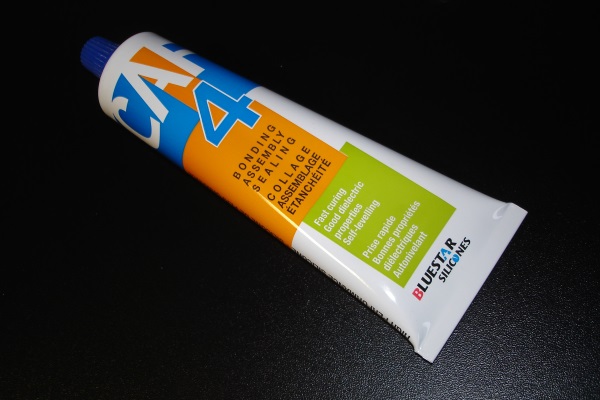 CAF
4
BONDING
ASSEMBLY
SEALING
COLLAGE
ASSEMBLAGE
ÉTANCHÉITÉ
Fast curing
Good dielectric
properties
Self-levelling
Prise rapide
Bonnes propriétés
diélectriques
Autonivelant
BLUESTAR
SILICONES